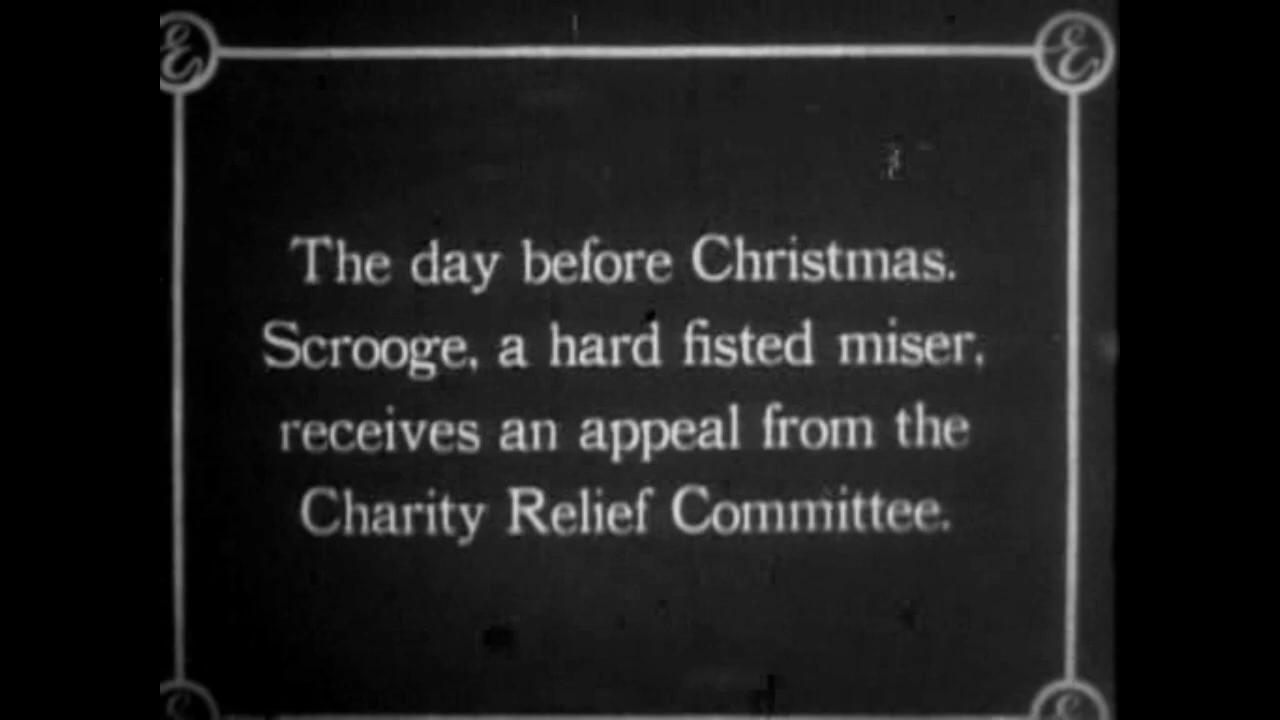 E E
The day before Christmas.
Scrooge, a hard fisted miser,
receives an appeal from the
Charity Relief Committee.
E E